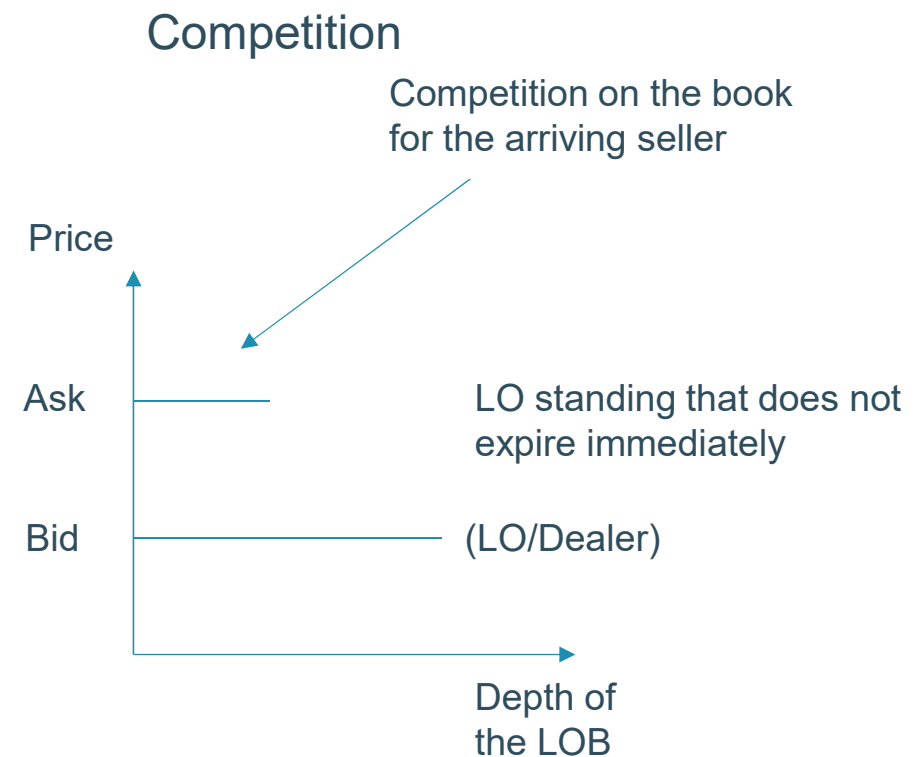 Competition
Competition on the book
for the arriving seller
Price
Ask
LO standing that does not
expire immediately
Bid
(LO/Dealer)
Depth of
the LOB